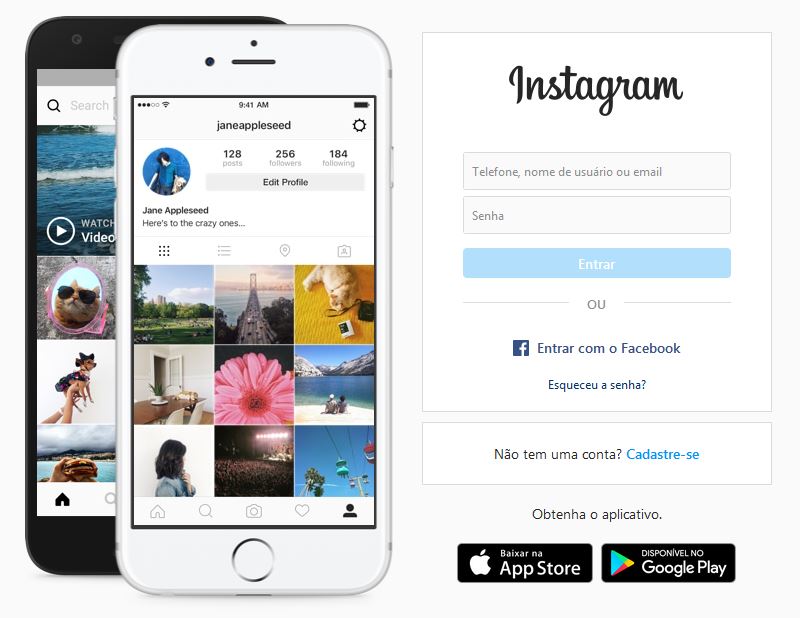 Search
WATCH
Video
9:41 AM
janeappleseed
128
posts
256
followers
184
following
Edit Profile
Jane Appleseed
Here's to the crazy ones...
Instagram
Telefone, nome de usuário ou email
Senha
Entrar
OU
Entrar com o Facebook
Esqueceu a senha?
Não tem uma conta? Cadastre-se
Obtenha o aplicativo.
Baixar na
App Store
DISPONÍVEL NO
Google Play